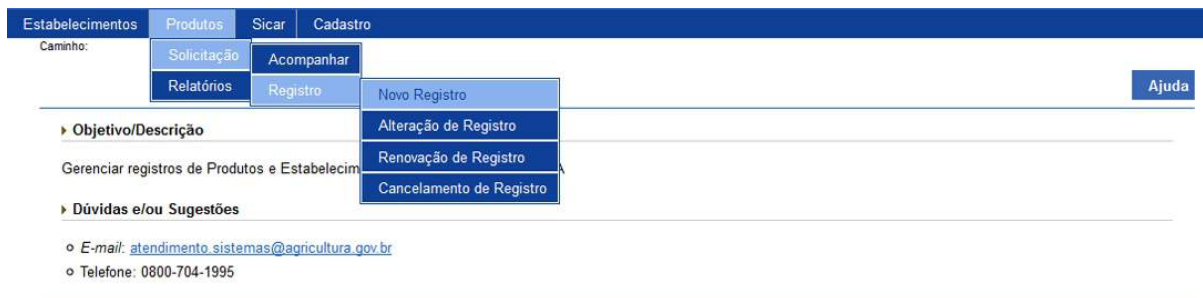 Estabelecimentos Produtos Sicar Cadastro
Caminho:
Solicitação Acompanhar
Relatórios Registro Novo Registro Ajuda
Objetivo/Descrição Alteração de Registro
Gerenciar registros de Produtos e Estabelecim Renovação de Registro A
Cancelamento de Registro
Dúvidas e/ou Sugestões
E-mail: atendimento.sistemas@agricultura.gov.br
Telefone: 0800-704-1995